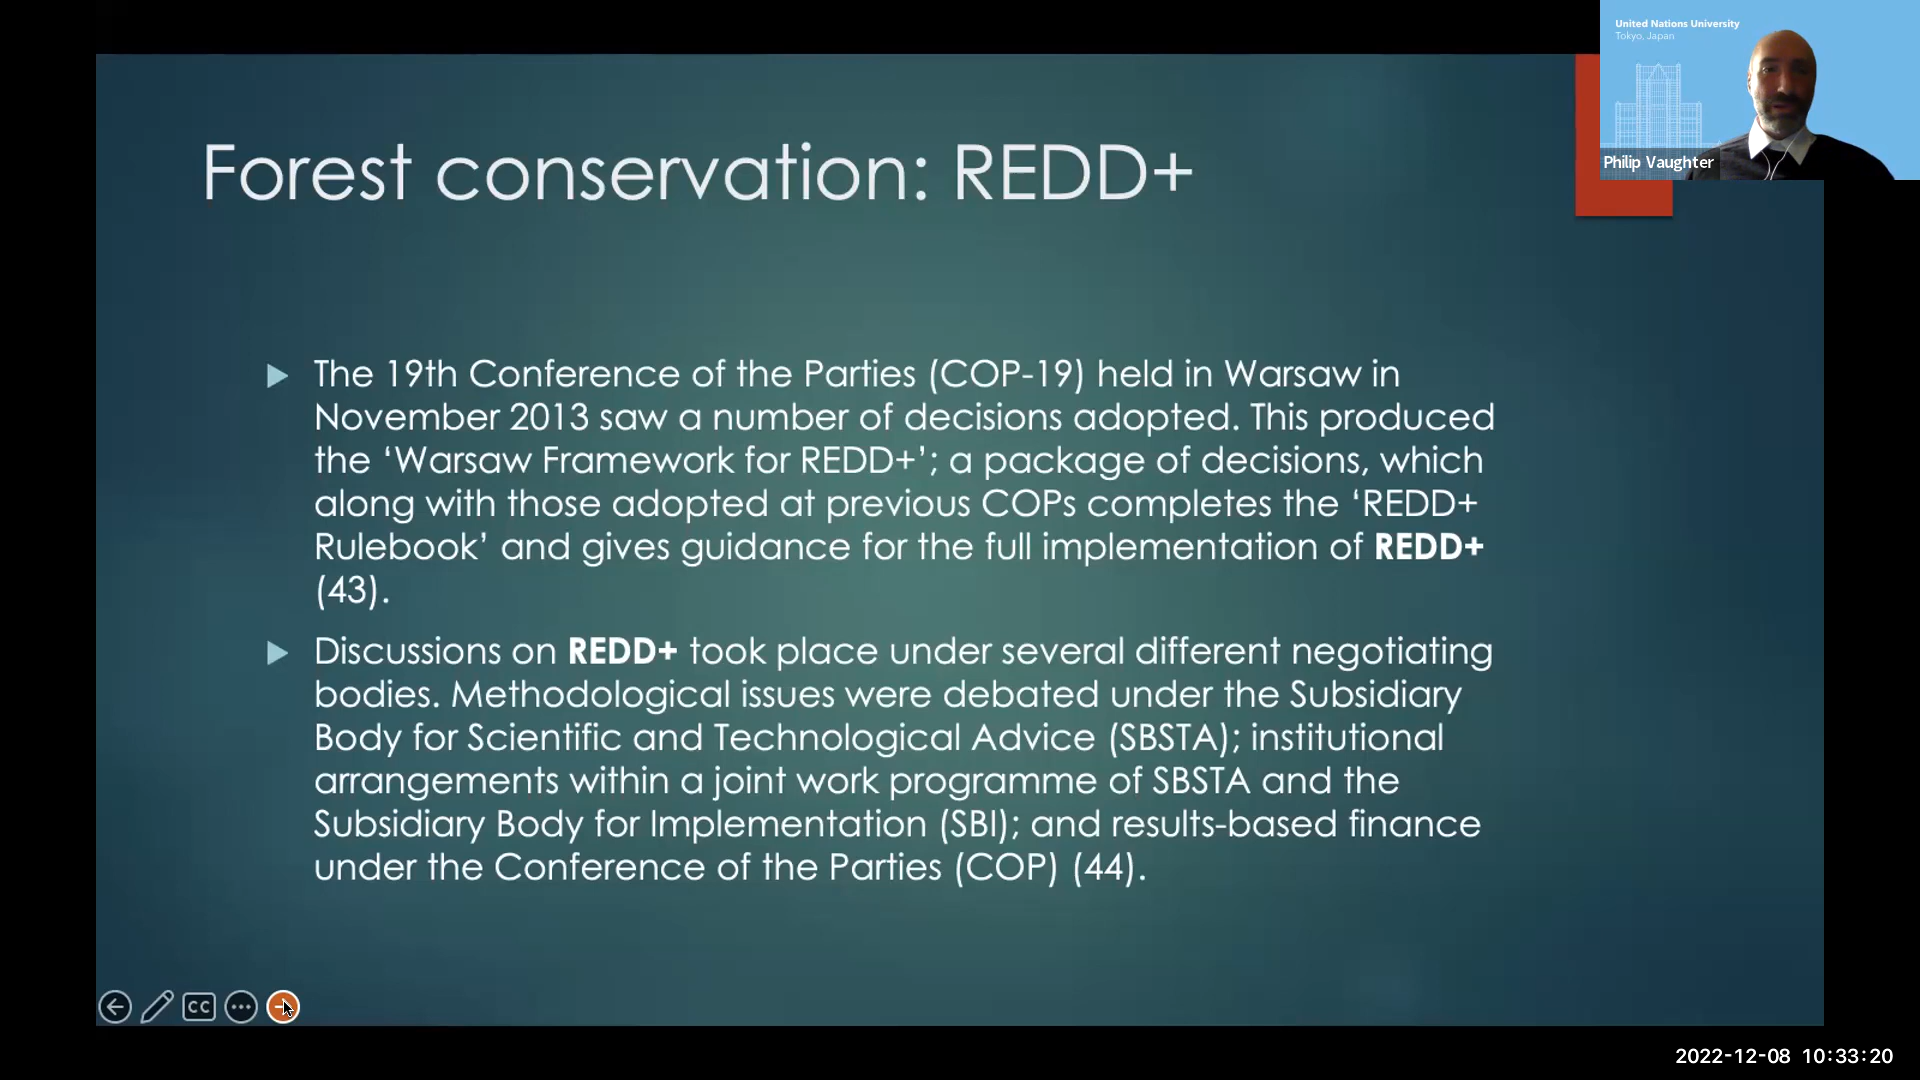 United Nations University
Tokyo, Japan
Philip Vaughter
Forest conservation: REDD+
The 19th Conference of the Parties (COP-19) held in Warsaw in
November 2013 saw a number of decisions adopted. This produced
the ‘Warsaw Framework for REDD+’; a package of decisions, which
along with those adopted at previous COPs completes the ‘REDD+
Rulebook’ and gives guidance for the full implementation of REDD+
(43).
Discussions on REDD+ took place under several different negotiating
bodies. Methodological issues were debated under the Subsidiary
Body for Scientific and Technological Advice (SBSTA); institutional
arrangements within a joint work programme of SBSTA and the
Subsidiary Body for Implementation (SBI); and results-based finance
under the Conference of the Parties (COP) (44).
CC
2022-12-08 10:33:20